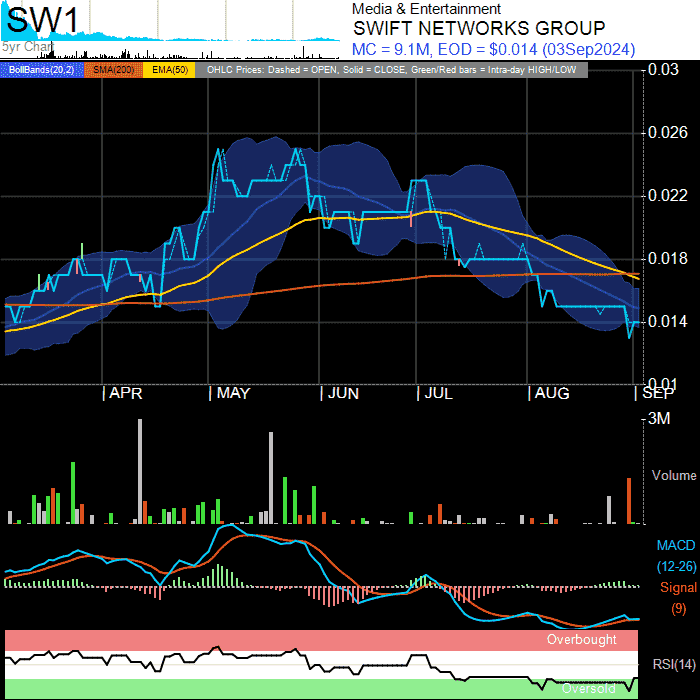 SW1
5yr Chart
Media & Entertainment
SWIFT NETWORKS GROUP
MC = 9.1M, EOD = $0.014 (03Sep2024)
BollBands(20,2) SMA(200) EMA(50) OHLC Prices: Dashed = OPEN, Solid = CLOSE, Green/Red bars = Intra-day HIGH/LOW
0.03
0.026
0.022
0.018
0.014
0.01
| APR | MAY | JUN | JUL | AUG | SEP
3M
Volume
MACD
(12-26)
Signal
(9)
Overbought
RSI(14)
Oversold